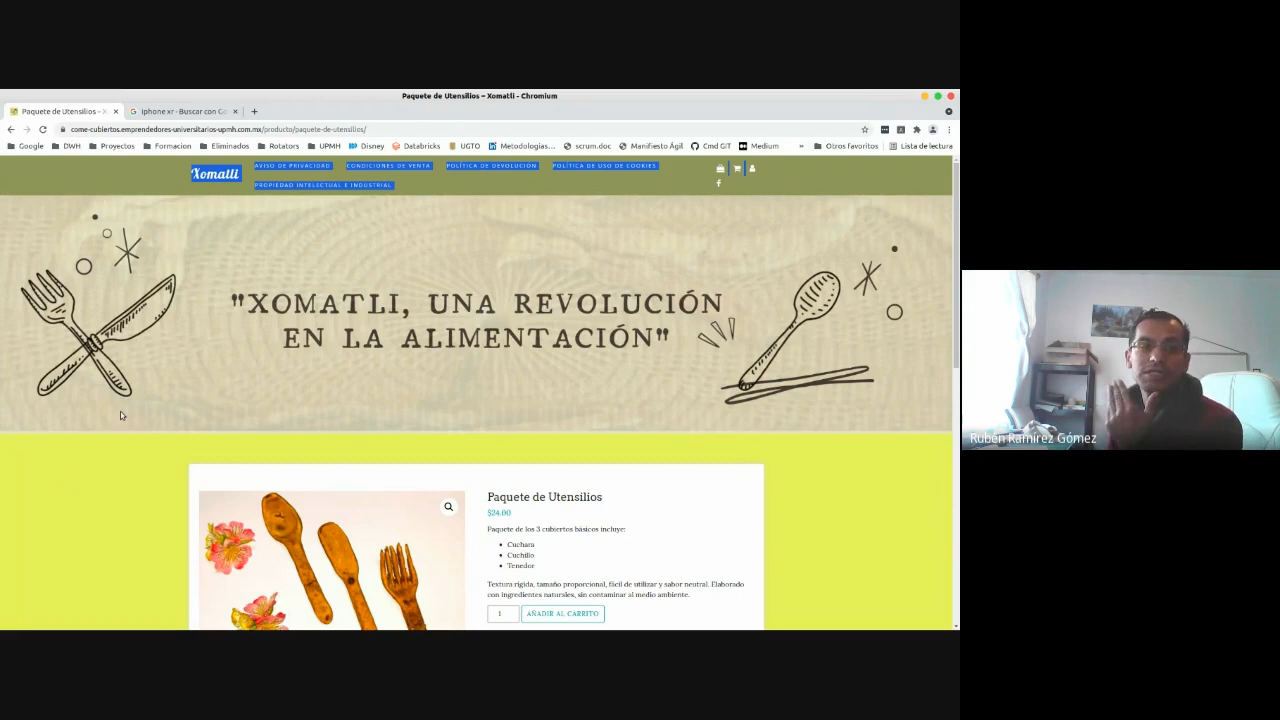 Paquete de Utensilios – Xomatli - Chromium
Paquete de Utensilios – X
iphone xr - Buscar con Go
come-cubiertos.emprendedores-universitarios-upmh.com.mx/producto/paquete-de-utensilios/
Google DWH Proyectos Formacion Eliminados Rotators UPMH Disney Databricks UGTO Metodologias... scrum.doc Manifiesto Ágil Cmd GIT Medium » Otros favoritos Lista de lectura
Xomatli
AVISO DE PRIVACIDAD CONDICIONES DE VENTA POLÍTICA DE DEVOLUCIÓN POLÍTICA DE USO DE COOKIES
PROPIEDAD INTELECTUAL E INDUSTRIAL
"XOMATLI, UNA REVOLUCIÓN
EN LA ALIMENTACIÓN"
Paquete de Utensilios
$24.00
Paquete de los 3 cubiertos básicos incluye:
Cuchara
Cuchillo
Tenedor
Textura rígida, tamaño proporcional, fácil de utilizar y sabor neutral. Elaborado
con ingredientes naturales, sin contaminar al medio ambiente.
1 AÑADIR AL CARRITO
Rubén Ramírez Gómez